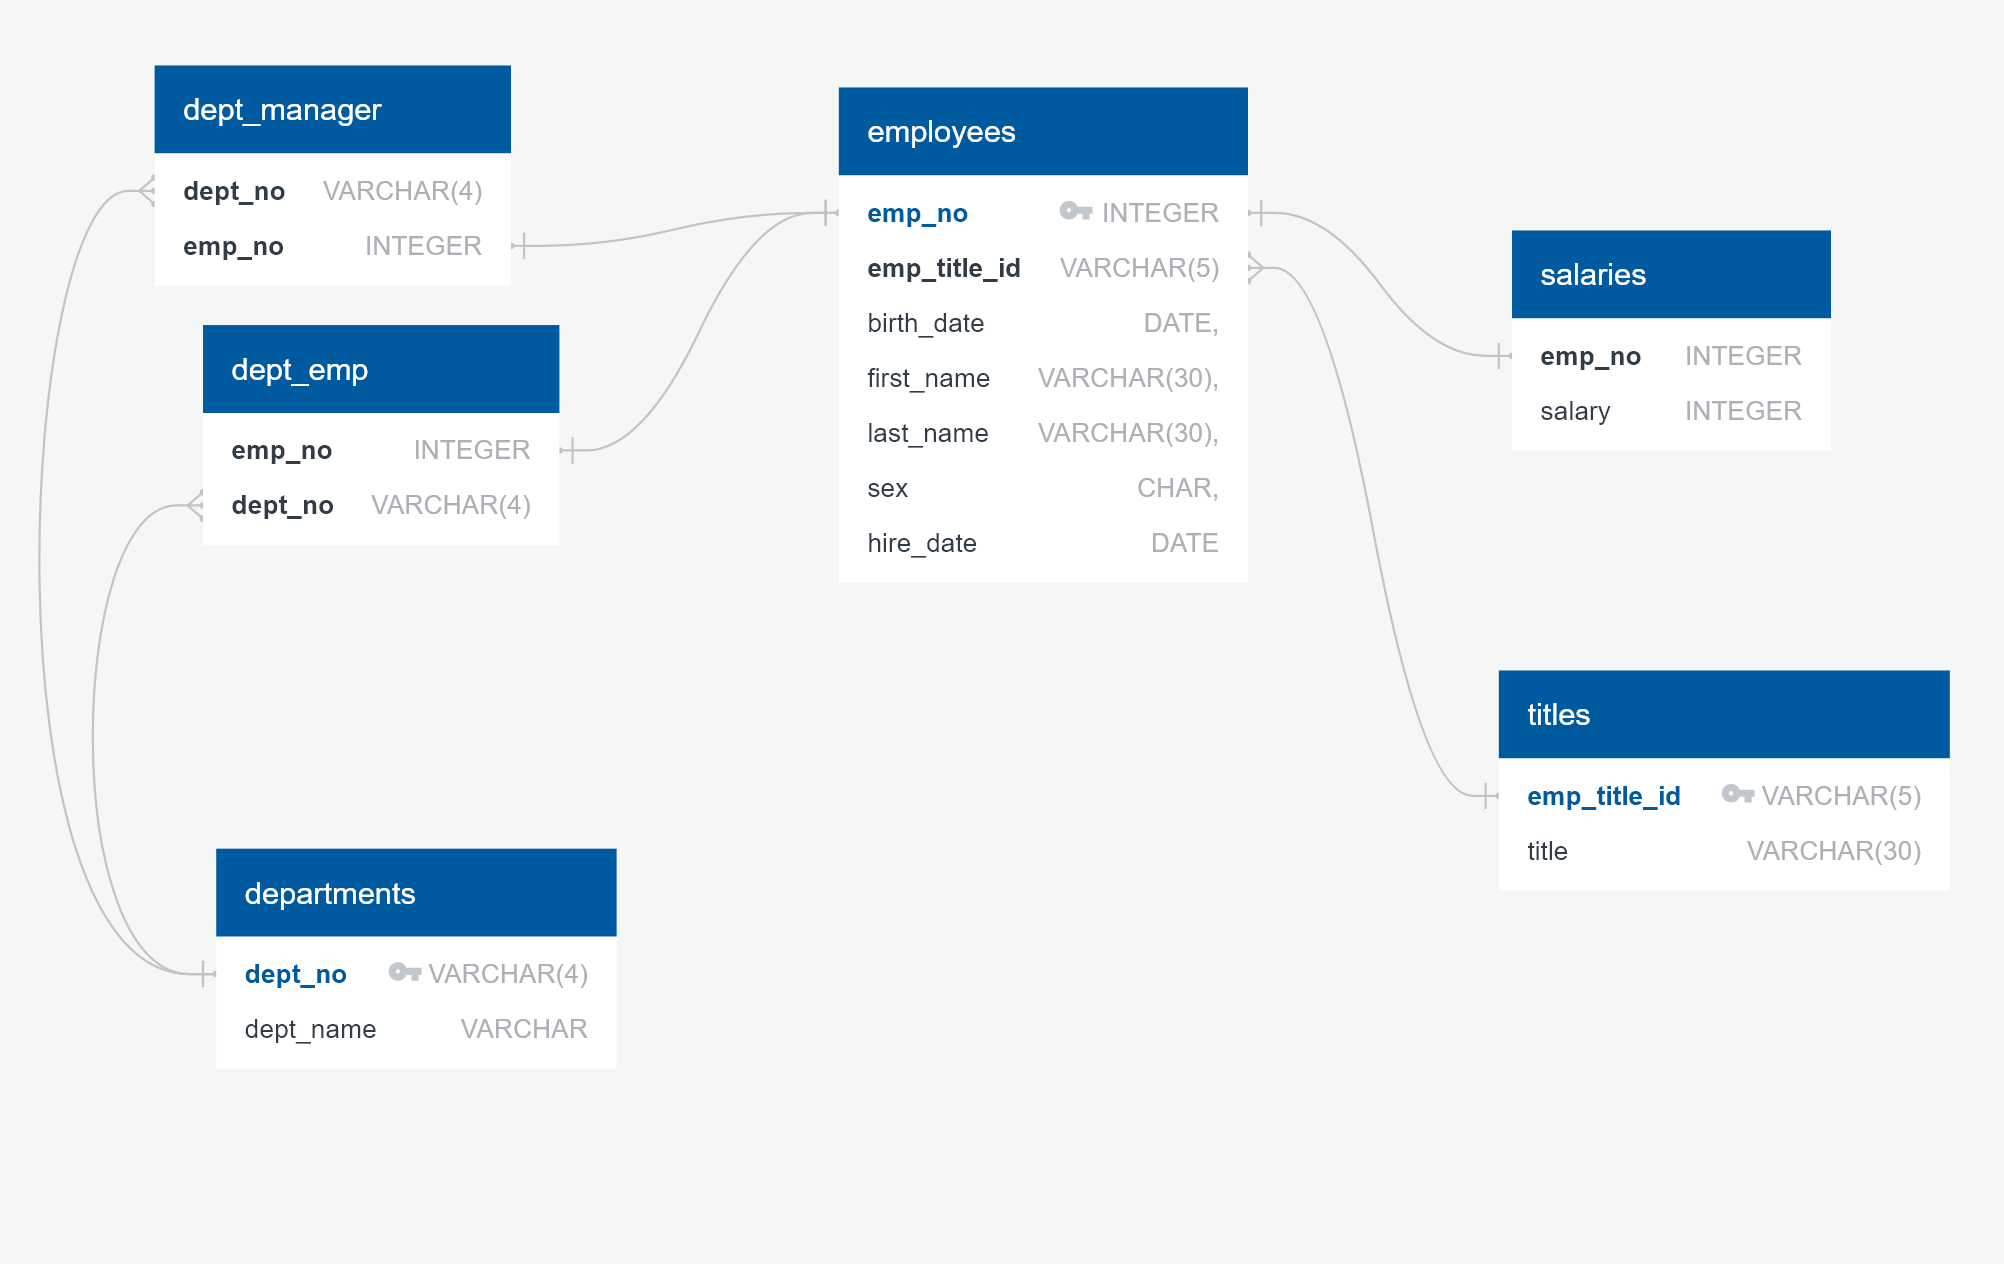 dept_manager
dept_no VARCHAR(4)
emp_no INTEGER
dept_emp
emp_no INTEGER
dept_no VARCHAR(4)
departments
dept_no VARCHAR(4)
dept_name VARCHAR
employees
emp_no INTEGER
emp_title_id VARCHAR(5)
birth_date DATE,
first_name VARCHAR(30),
last_name VARCHAR(30),
sex CHAR,
hire_date DATE
salaries
emp_no INTEGER
salary INTEGER
titles
emp_title_id VARCHAR(5)
title VARCHAR(30)